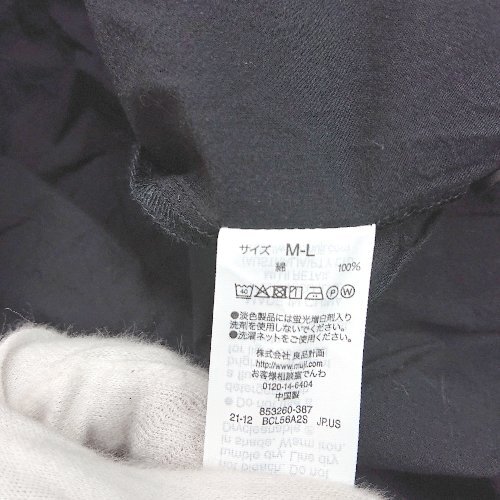 サイズ M-L
綿 100%
●淡色製品には蛍光増白剤入り
洗剤を使用しないでください。
●洗濯ネットをご使用ください。
株式会社 良品計画
http://www.muji.com/
お客様相談室でんわ
0120-14-6404
中国製
853260-387
21-12 BCL56A2S JP.US